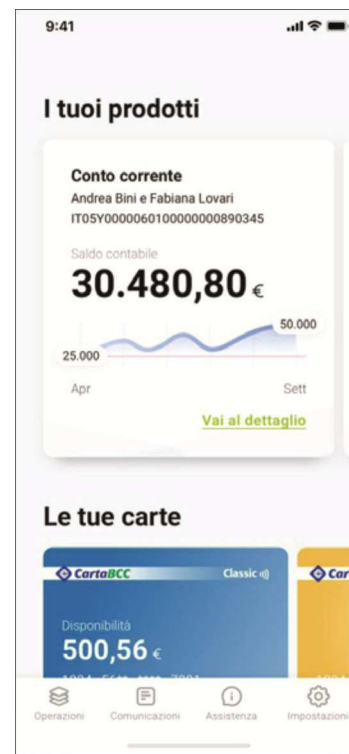 9:41
I tuoi prodotti
Conto corrente
Andrea Bini e Fabiana Lovari
IT05Y0000060100000000890345
Saldo contabile
30.480,80 €
50.000
25.000
Apr Sett
Vai al dettaglio
Le tue carte
CartaBCC Classic
Disponibilità
500,56 €
Operazioni Comunicazioni Assistenza Impostazioni